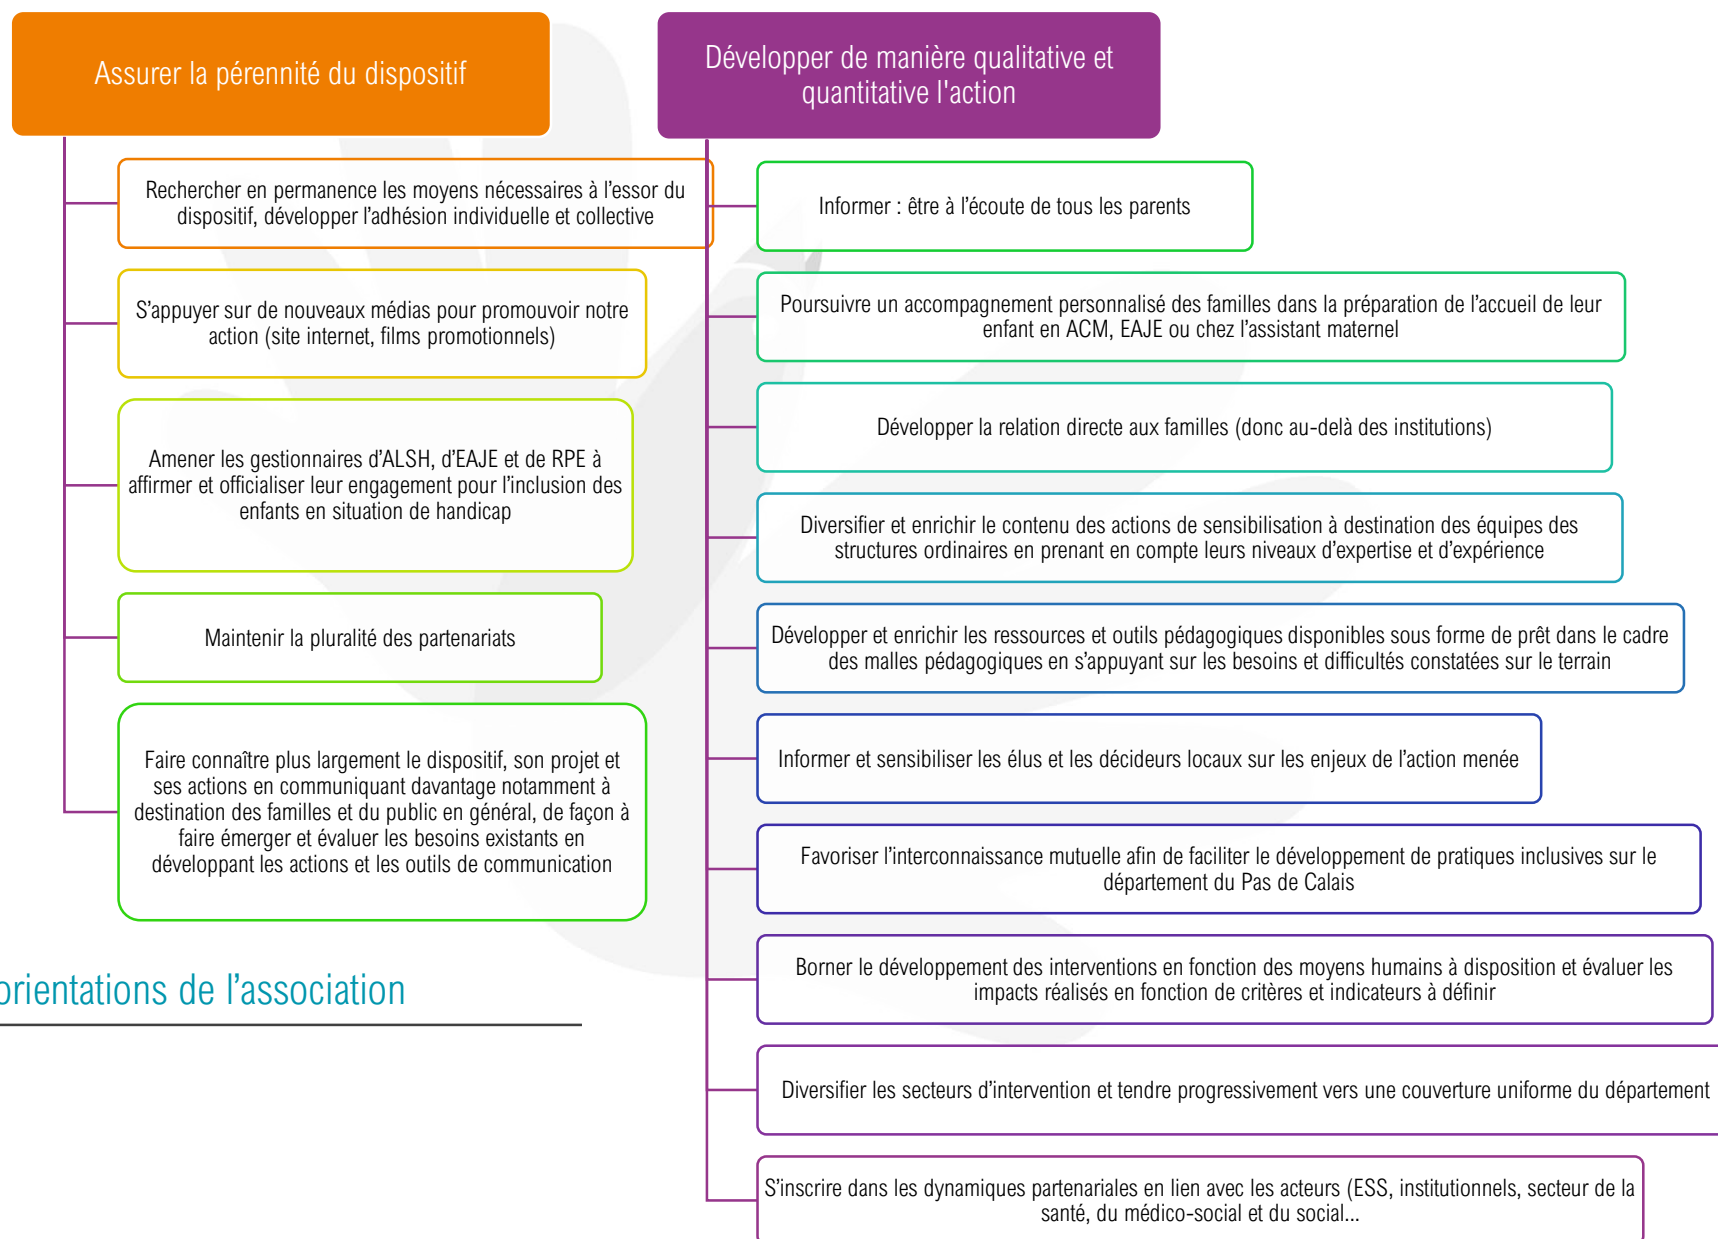 Assurer la pérennité du dispositif
Rechercher en permanence les moyens nécessaires à l’essor du
dispositif, développer l’adhésion individuelle et collective
S’appuyer sur de nouveaux médias pour promouvoir notre
action (site internet, films promotionnels)
Amener les gestionnaires d’ALSH, d’EAJE et de RPE à
affirmer et officialiser leur engagement pour l’inclusion des
enfants en situation de handicap
Maintenir la pluralité des partenariats
Faire connaître plus largement le dispositif, son projet et
ses actions en communiquant davantage notamment à
destination des familles et du public en général, de façon à
faire émerger et évaluer les besoins existants en
développant les actions et les outils de communication
Développer de manière qualitative et
quantitative l'action
Informer : être à l’écoute de tous les parents
Poursuivre un accompagnement personnalisé des familles dans la préparation de l’accueil de leur
enfant en ACM, EAJE ou chez l’assistant maternel
Développer la relation directe aux familles (donc au-delà des institutions)
Diversifier et enrichir le contenu des actions de sensibilisation à destination des équipes des
structures ordinaires en prenant en compte leurs niveaux d’expertise et d’expérience
Développer et enrichir les ressources et outils pédagogiques disponibles sous forme de prêt dans le cadre
des malles pédagogiques en s’appuyant sur les besoins et difficultés constatées sur le terrain
Informer et sensibiliser les élus et les décideurs locaux sur les enjeux de l’action menée
Favoriser l’interconnaissance mutuelle afin de faciliter le développement de pratiques inclusives sur le
département du Pas de Calais
Borner le développement des interventions en fonction des moyens humains à disposition et évaluer les
impacts réalisés en fonction de critères et indicateurs à définir
Diversifier les secteurs d’intervention et tendre progressivement vers une couverture uniforme du département
S’inscrire dans les dynamiques partenariales en lien avec les acteurs (ESS, institutionnels, secteur de la
santé, du médico-social et du social...
orientations de l’association